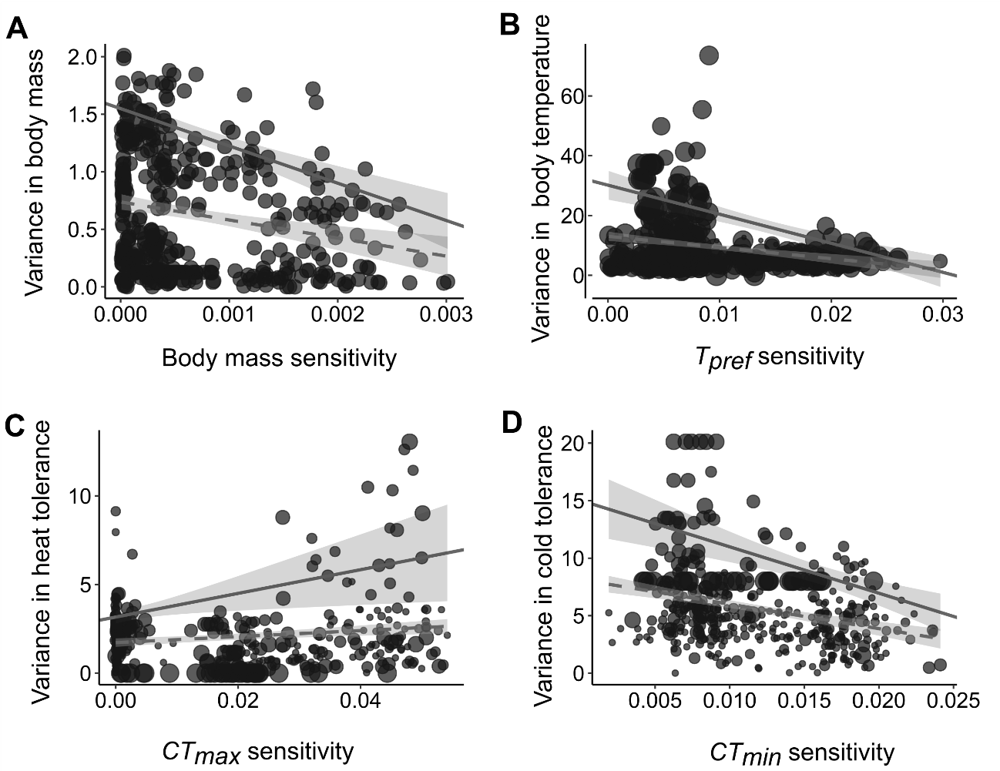 A
Variance in body mass
2.0
1.5
1.0
0.5
0.0
0.000
0.001
0.002
0.003
Body mass sensitivity
B
Variance in body temperature
60
40
20
0
0.00
0.01
0.02
0.03
Tpref sensitivity
C
Variance in heat tolerance
10
5
0
0.00
0.02
0.04
CTmax sensitivity
D
Variance in cold tolerance
20
15
10
5
0
0.005
0.010
0.015
0.020
0.025
CTmin sensitivity